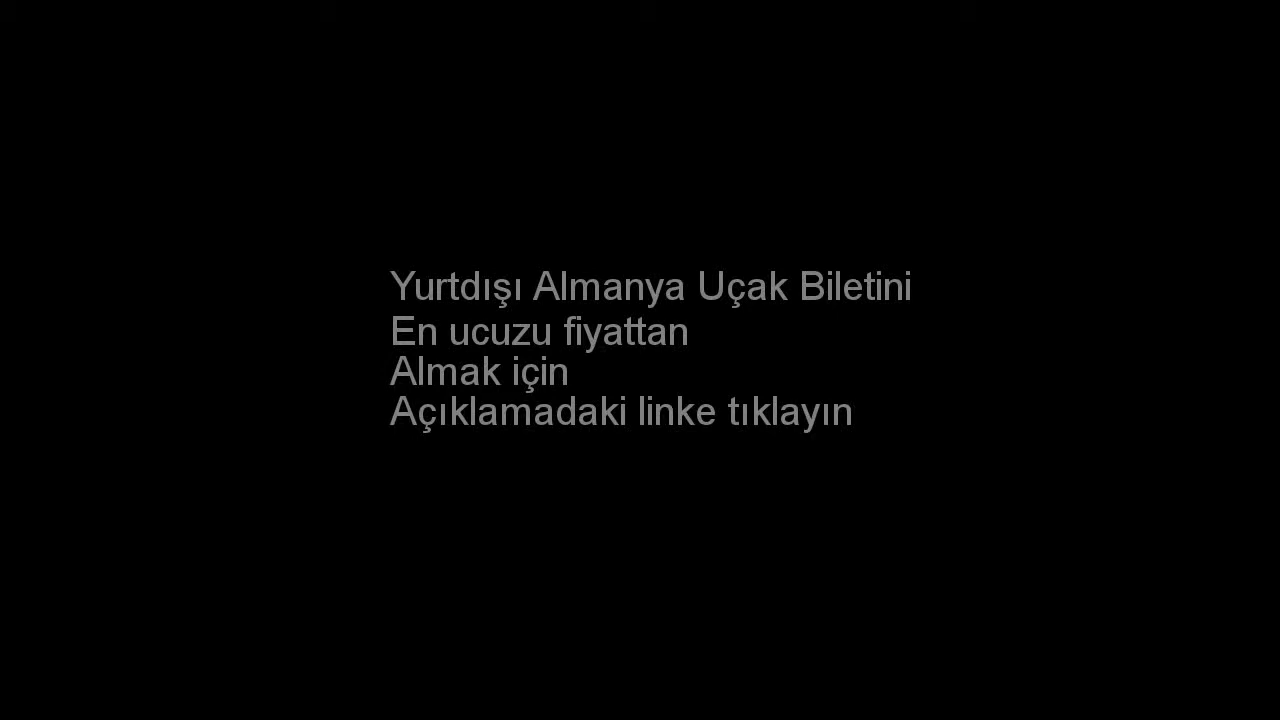 Yurtdışı Almanya Uçak Biletini
En ucuzu fiyattan
Almak için
Açıklamadaki linke tıklayın